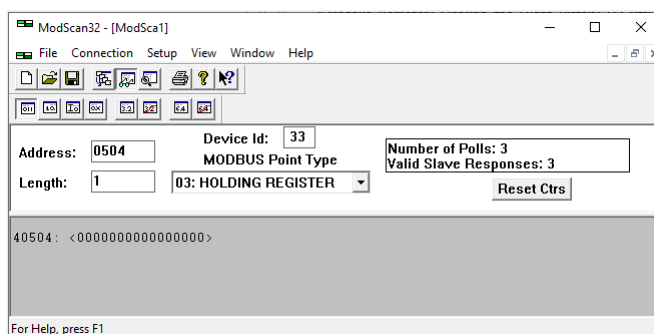 ModScan32 - [ModSca1]
File Connection Setup View Window Help
Address: 0504
Device Id: 33
MODBUS Point Type
Length: 1
03: HOLDING REGISTER
Number of Polls: 3
Valid Slave Responses: 3
Reset Ctrs
40504: <0000000000000000>
For Help, press F1